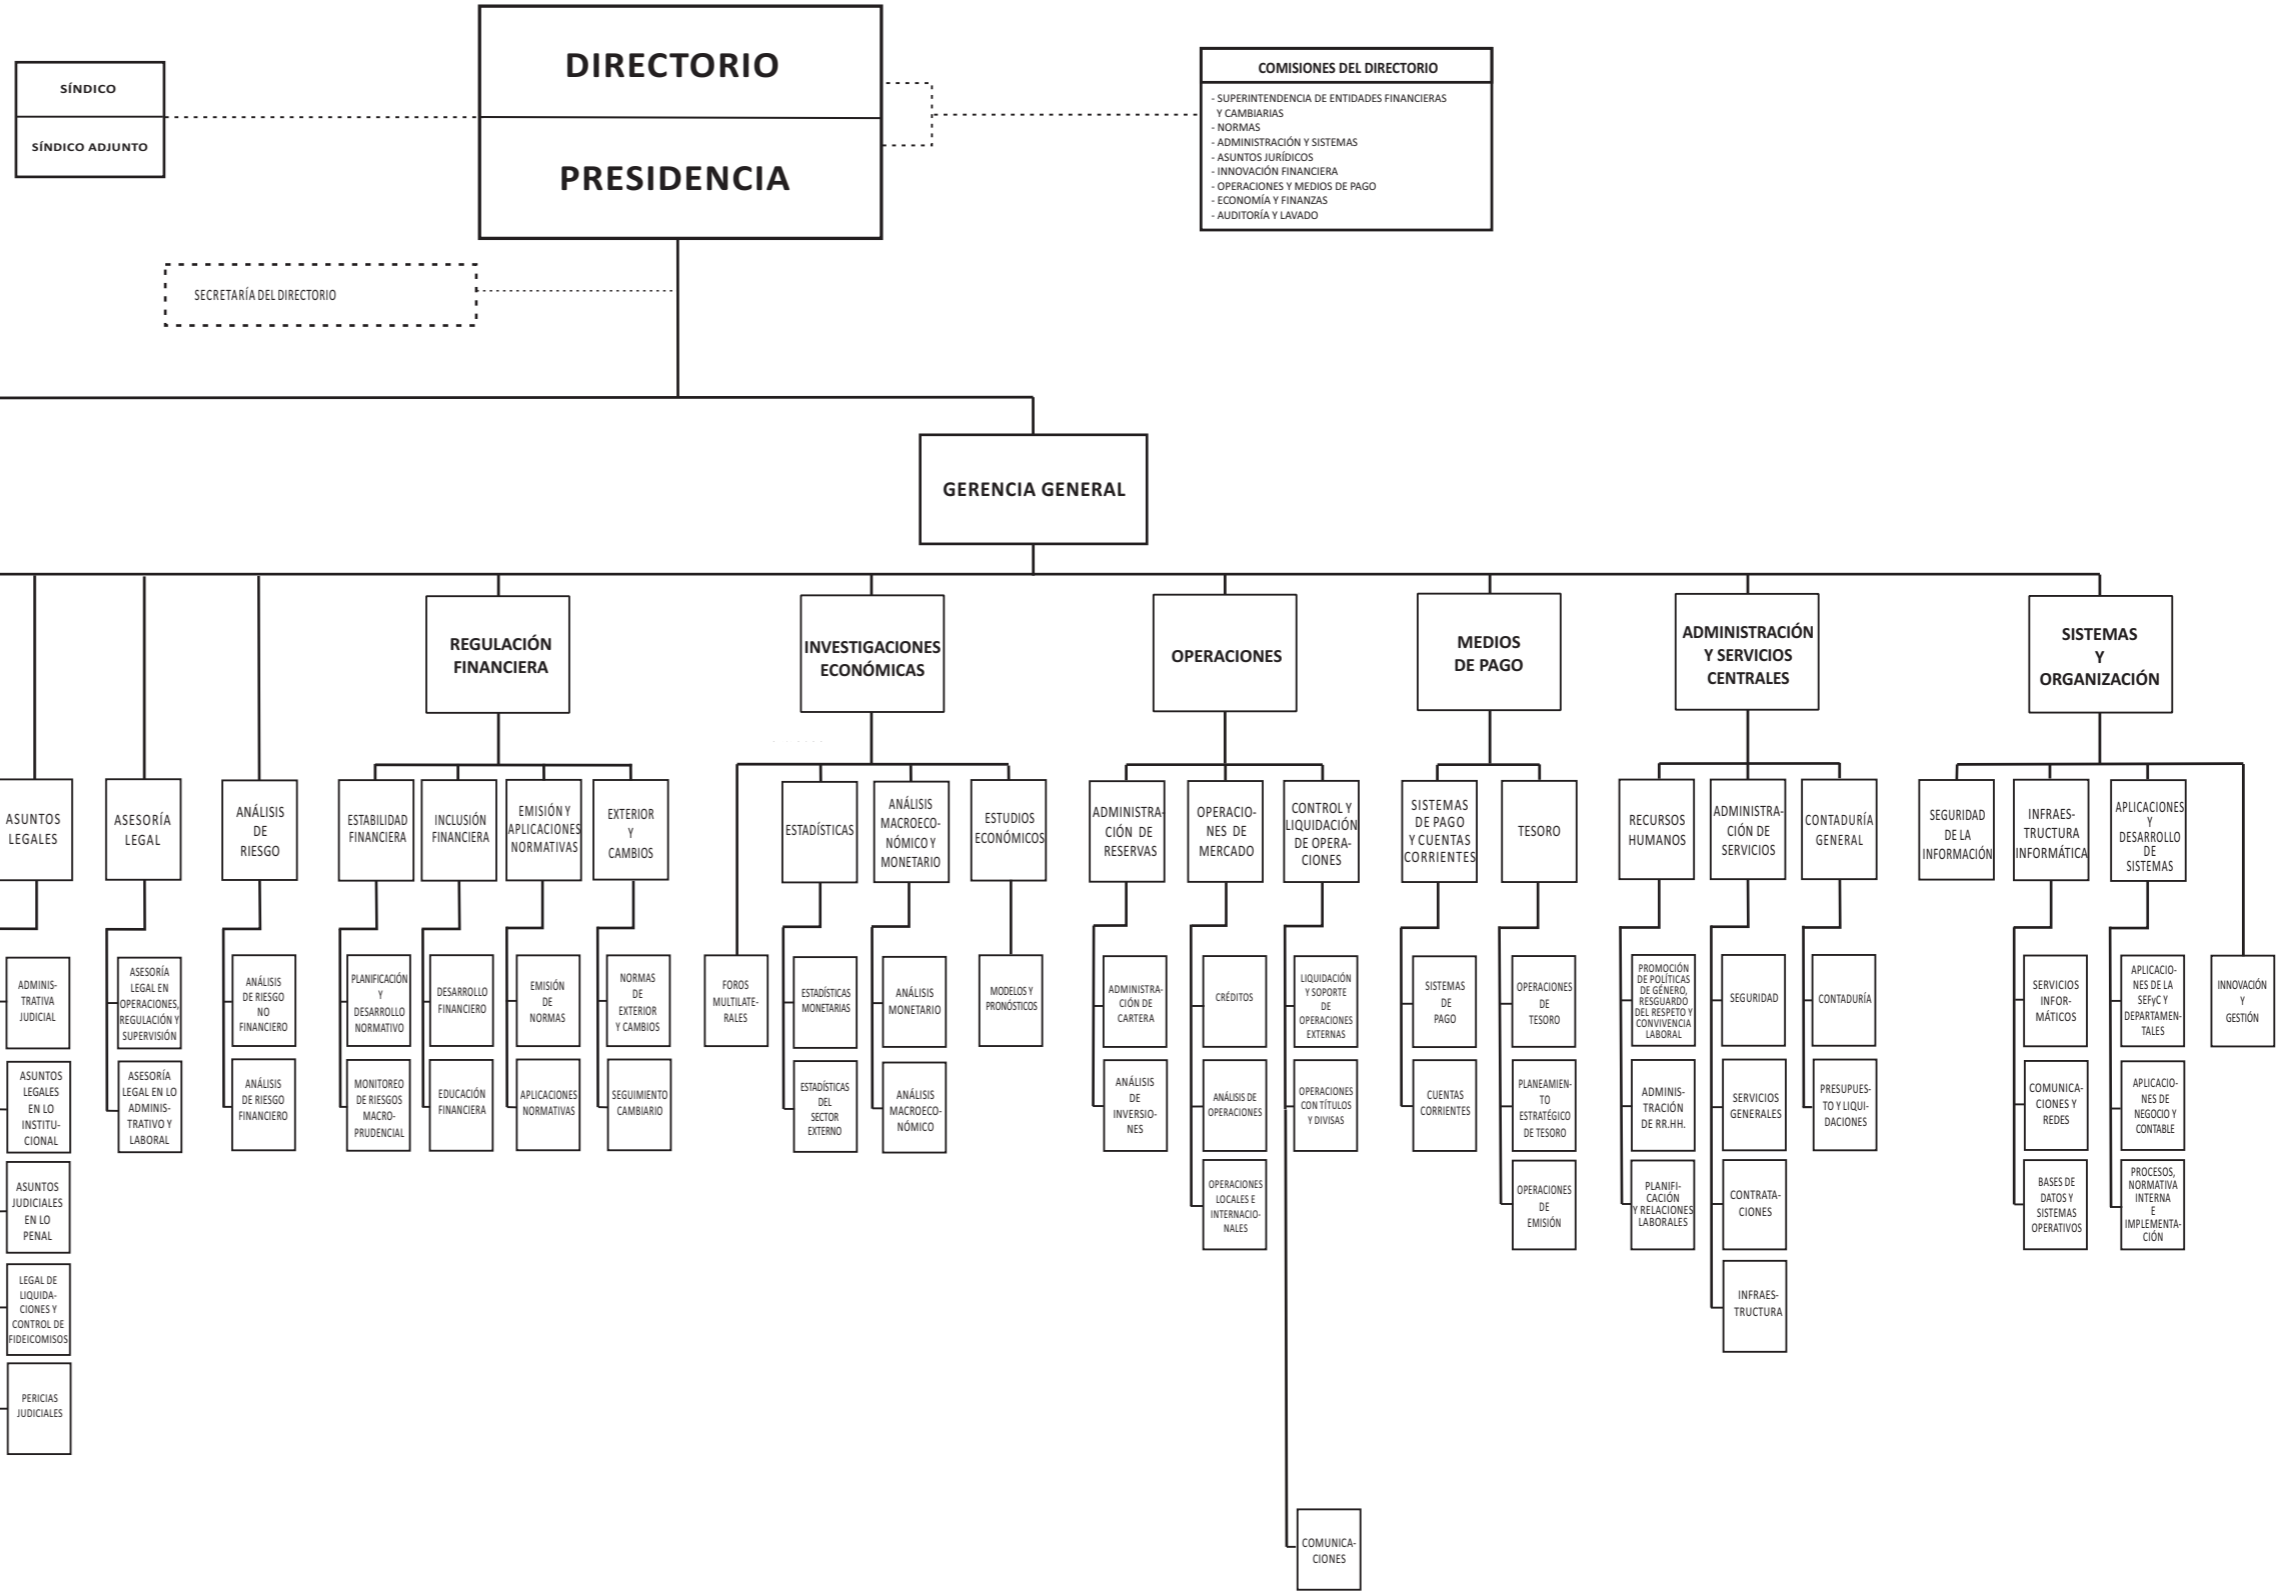 DIRECTORIO
PRESIDENCIA
SÍNDICO
SÍNDICO ADJUNTO
COMISIONES DEL DIRECTORIO
- SUPERINTENDENCIA DE ENTIDADES FINANCIERAS
Y CAMBIARIAS
- NORMAS
- ADMINISTRACIÓN Y SISTEMAS
- ASUNTOS JURÍDICOS
- INNOVACIÓN FINANCIERA
- OPERACIONES Y MEDIOS DE PAGO
- ECONOMÍA Y FINANZAS
- AUDITORÍA Y LAVADO
SECRETARÍA DEL DIRECTORIO
GERENCIA GENERAL
REGULACIÓN
FINANCIERA
INVESTIGACIONES
ECONÓMICAS
OPERACIONES
MEDIOS
DE PAGO
ADMINISTRACIÓN
Y SERVICIOS
CENTRALES
SISTEMAS
Y
ORGANIZACIÓN
ASUNTOS
LEGALES
ASESORÍA
LEGAL
ANÁLISIS
DE
RIESGO
ESTABILIDAD
FINANCIERA
INCLUSIÓN
FINANCIERA
EMISIÓN Y
APLICACIONES
NORMATIVAS
EXTERIOR
Y
CAMBIOS
ESTADÍSTICAS
ANÁLISIS
MACROECO-
NÓMICO Y
MONETARIO
ESTUDIOS
ECONÓMICOS
ADMINISTRA-
CIÓN DE
RESERVAS
OPERACIO-
NES DE
MERCADO
CONTROL Y
LIQUIDACIÓN
DE OPERA-
CIONES
SISTEMAS
DE PAGO
Y CUENTAS
CORRIENTES
TESORO
RECURSOS
HUMANOS
ADMINISTRA-
CIÓN DE
SERVICIOS
CONTADURÍA
GENERAL
SEGURIDAD
DE LA
INFORMACIÓN
INFRAES-
TRUCTURA
INFORMÁTICA
APLICACIONES
Y
DESARROLLO
DE
SISTEMAS
ADMINIS-
TRATIVA
JUDICIAL
ASESORÍA
LEGAL EN
OPERACIONES,
REGULACIÓN Y
SUPERVISIÓN
ANÁLISIS
DE RIESGO
NO
FINANCIERO
PLANIFICACIÓN
Y
DESARROLLO
NORMATIVO
DESARROLLO
FINANCIERO
EMISIÓN
DE
NORMAS
NORMAS
DE
EXTERIOR
Y CAMBIOS
FOROS
MULTILATE-
RALES
ESTADÍSTICAS
MONETARIAS
ANÁLISIS
MONETARIO
MODELOS Y
PRONÓSTICOS
ADMINISTRA-
CIÓN DE
CARTERA
CRÉDITOS
LIQUIDACIÓN
Y SOPORTE
DE
OPERACIONES
EXTERNAS
SISTEMAS
DE
PAGO
OPERACIONES
DE
TESORO
PROMOCIÓN
DE POLÍTICAS
DE GÉNERO,
RESGUARDO
DEL RESPETO Y
CONVIVENCIA
LABORAL
SEGURIDAD
CONTADURÍA
SERVICIOS
INFOR-
MÁTICOS
APLICACIO-
NES DE LA
SEFyC Y
DEPARTAMEN-
TALES
INNOVACIÓN
Y
GESTIÓN
ASUNTOS
LEGALES
EN LO
INSTITU-
CIONAL
ASESORÍA
LEGAL EN LO
ADMINIS-
TRATIVO Y
LABORAL
ANÁLISIS
DE RIESGO
FINANCIERO
MONITOREO
DE RIESGOS
MACRO-
PRUDENCIAL
EDUCACIÓN
FINANCIERA
APLICACIONES
NORMATIVAS
SEGUIMIENTO
CAMBIARIO
ESTADÍSTICAS
DEL
SECTOR
EXTERNO
ANÁLISIS
MACROECO-
NÓMICO
ANÁLISIS
DE
INVERSIO-
NES
ANÁLISIS DE
OPERACIONES
OPERACIONES
CON TÍTULOS
Y DIVISAS
CUENTAS
CORRIENTES
PLANEAMIEN-
TO
ESTRATÉGICO
DE TESORO
ADMINIS-
TRACIÓN
DE RR.HH.
SERVICIOS
GENERALES
PRESUPUES-
TO Y LIQUI-
DACIONES
COMUNICA-
CIONES Y
REDES
APLICACIO-
NES DE
NEGOCIO Y
CONTABLE
ASUNTOS
JUDICIALES
EN LO
PENAL
OPERACIONES
LOCALES E
INTERNACIO-
NALES
OPERACIONES
DE
EMISIÓN
PLANIFI-
CACIÓN
Y RELACIONES
LABORALES
CONTRATA-
CIONES
BASES DE
DATOS Y
SISTEMAS
OPERATIVOS
PROCESOS,
NORMATIVA
INTERNA
E
IMPLEMENTA-
CIÓN
LEGAL DE
LIQUIDA-
CIONES Y
CONTROL DE
FIDEICOMISOS
INFRAES-
TRUCTURA
PERICIAS
JUDICIALES
COMUNICA-
CIONES